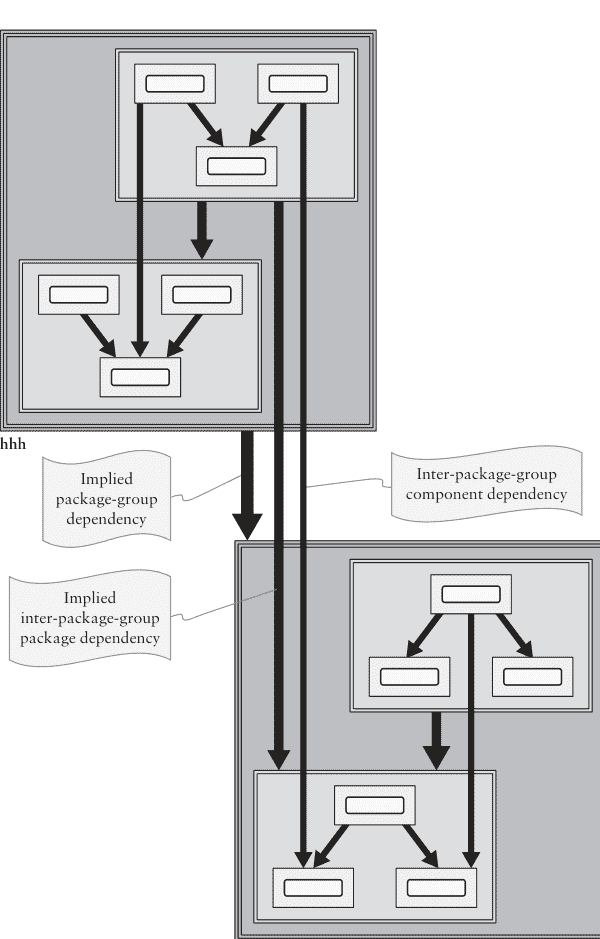 hhh
Implied
package-group
dependency
Inter-package-group
component dependency
Implied
inter-package-group
package dependency